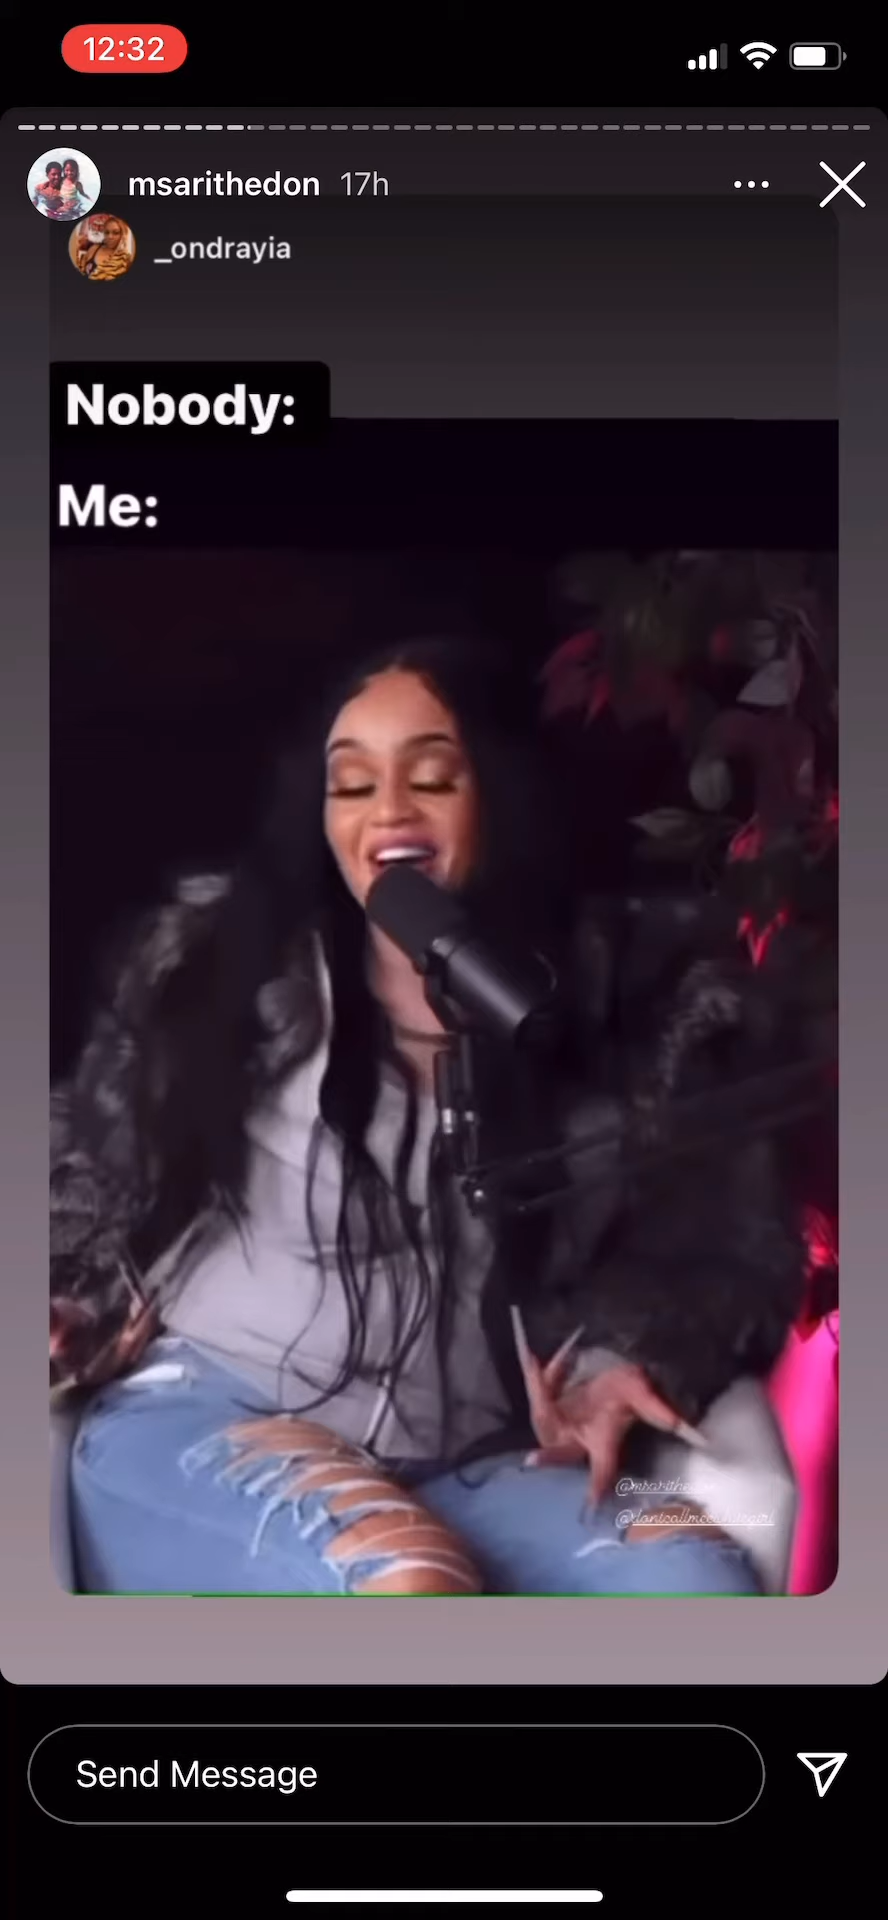 12:32
msarithedon 17h
_ondrayia
Nobody:
Me:
Send Message